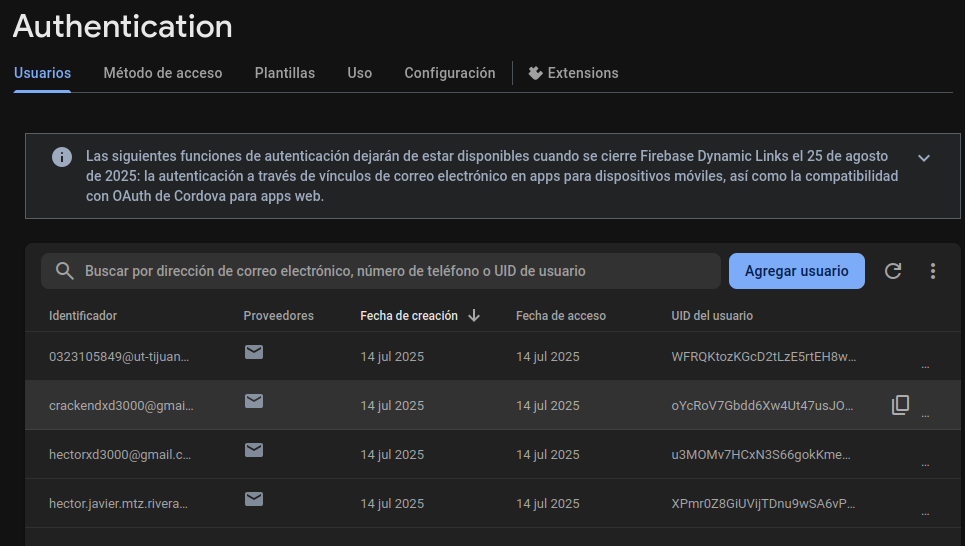 Authentication
Usuarios Método de acceso Plantillas Uso Configuración Extensions
Las siguientes funciones de autenticación dejarán de estar disponibles cuando se cierre Firebase Dynamic Links el 25 de agosto
de 2025: la autenticación a través de vínculos de correo electrónico en apps para dispositivos móviles, así como la compatibilidad
con OAuth de Cordova para apps web.
Buscar por dirección de correo electrónico, número de teléfono o UID de usuario Agregar usuario
Identificador Proveedores Fecha de creación Fecha de acceso UID del usuario
0323105849@ut-tijuan… 14 jul 2025 14 jul 2025 WFRQKtozKGcD2tLzE5rtEH8w… …
crackendxd3000@gmai… 14 jul 2025 14 jul 2025 oYcRoV7Gbdd6Xw4Ut47usJO… …
hectorxd3000@gmail.c… 14 jul 2025 14 jul 2025 u3MOMv7HCxN3S66gokKme… …
hector.javier.mtz.rivera… 14 jul 2025 14 jul 2025 XPmr0Z8GiUVijTDnu9wSA6vP… …